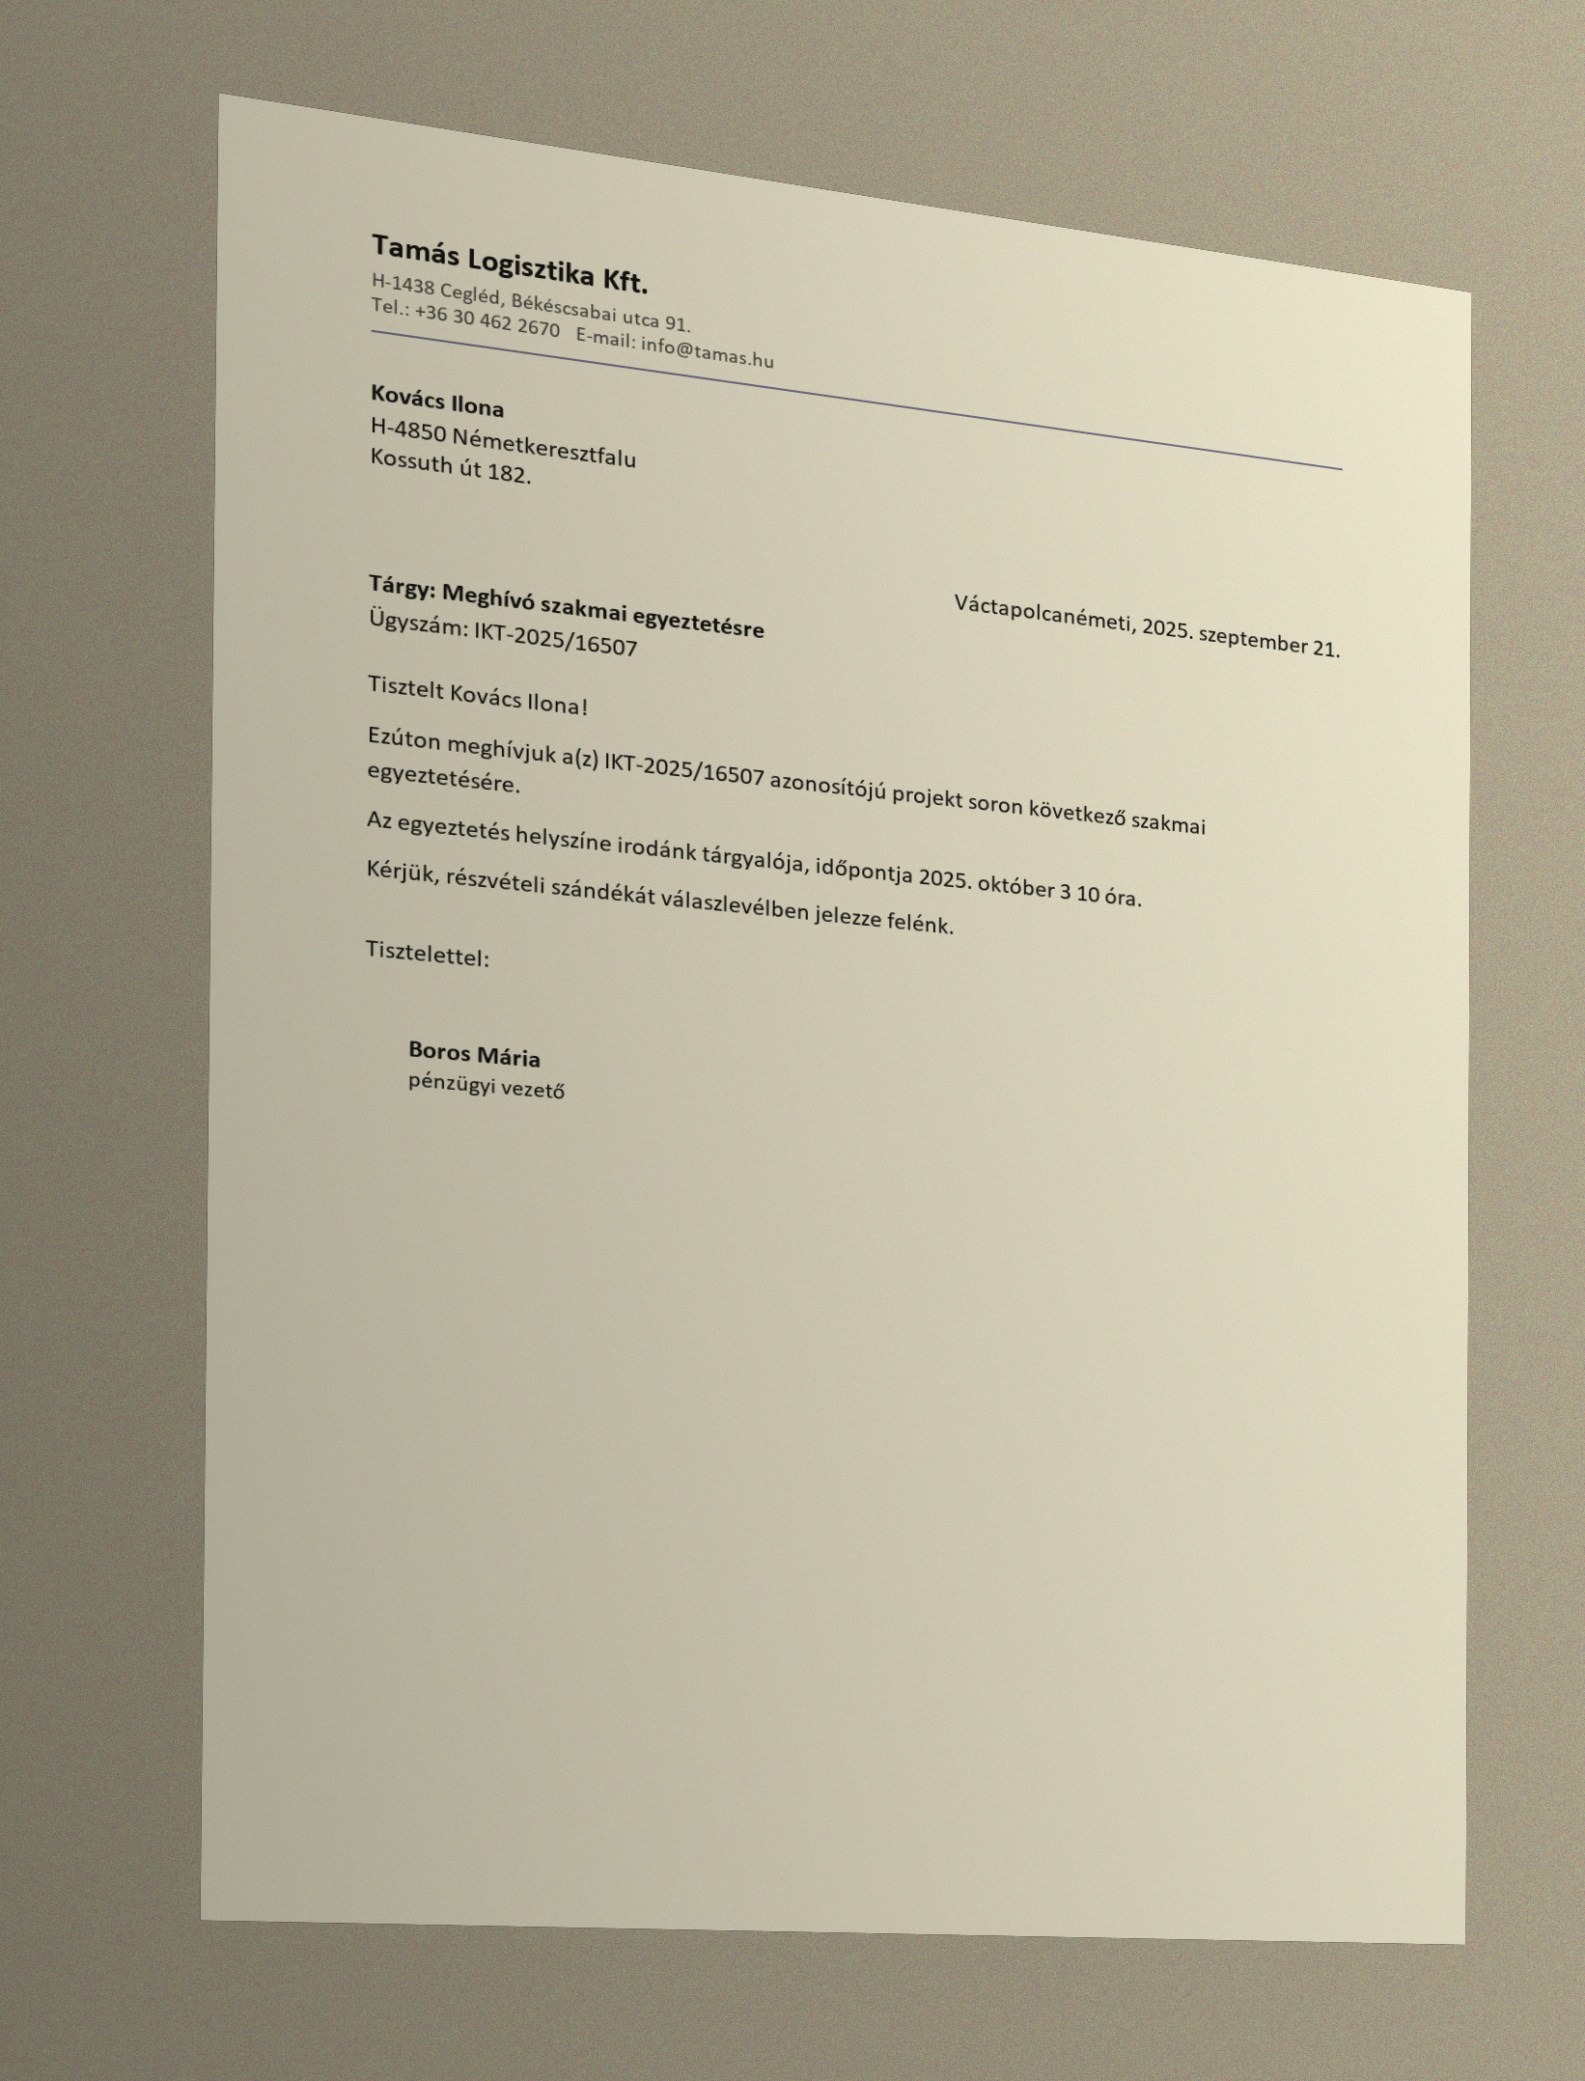 Tamás Logisztika Kft.
H-1438 Cegléd, Békéscsabai utca 91.
Tel.: +36 30 462 2670 E-mail: info@tamas.hu
Kovács Ilona
H-4850 Németkeresztfalu
Kossuth út 182.
Váctapolcanémeti, 2025. szeptember 21.
Tárgy: Meghívó szakmai egyeztetésre
Ügyszám: IKT-2025/16507
Tisztelt Kovács Ilona!
Ezúton meghívjuk a(z) IKT-2025/16507 azonosítójú projekt soron következő szakmai
egyeztetésére.
Az egyeztetés helyszíne irodánk tárgyalója, időpontja 2025. október 3 10 óra.
Kérjük, részvételi szándékát válaszlevélben jelezze felénk.
Tisztelettel:
Boros Mária
pénzügyi vezető